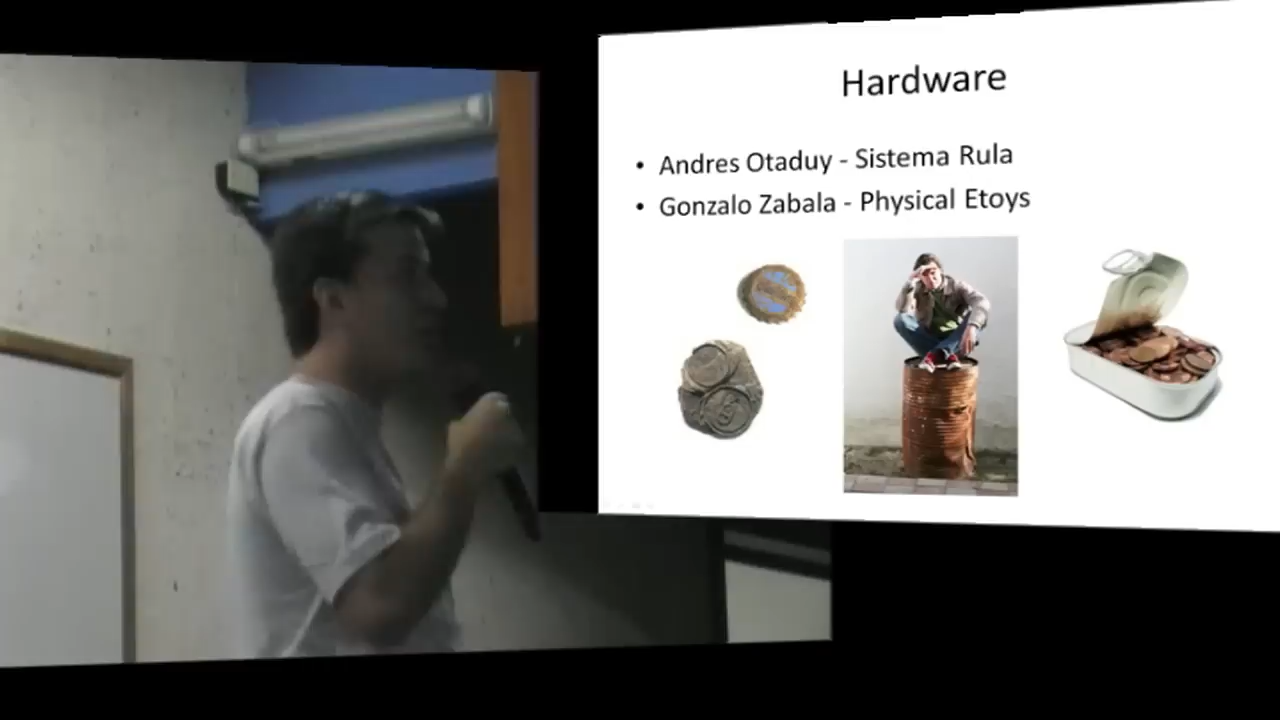 Hardware
• Andres Otaduy - Sistema Rula
• Gonzalo Zabala - Physical Etoys